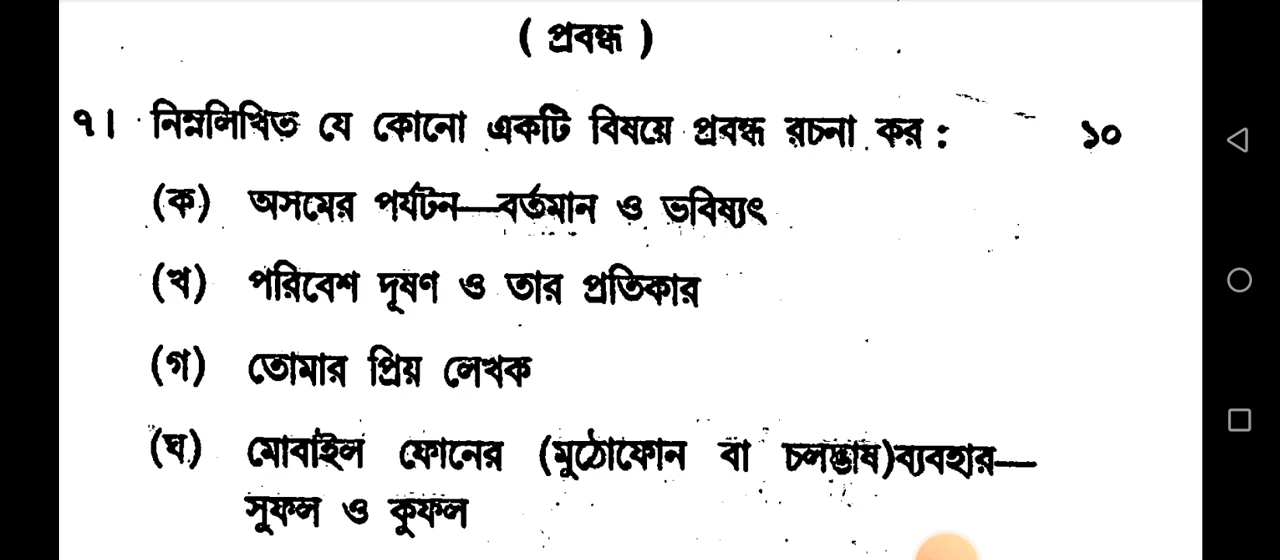 ( প্রবন্ধ )
৭। নিম্নলিখিত যে কোনো একটি বিষয়ে প্রবন্ধ রচনা কর : ১০
(ক) অসমের পর্যটন—বর্তমান ও ভবিষ্যৎ
(খ) পরিবেশ দূষণ ও তার প্রতিকার
(গ) তোমার প্রিয় লেখক
(ঘ) মোবাইল ফোনের (মুঠোফোন বা চলদ্ভাষ)ব্যবহার—
সুফল ও কুফল